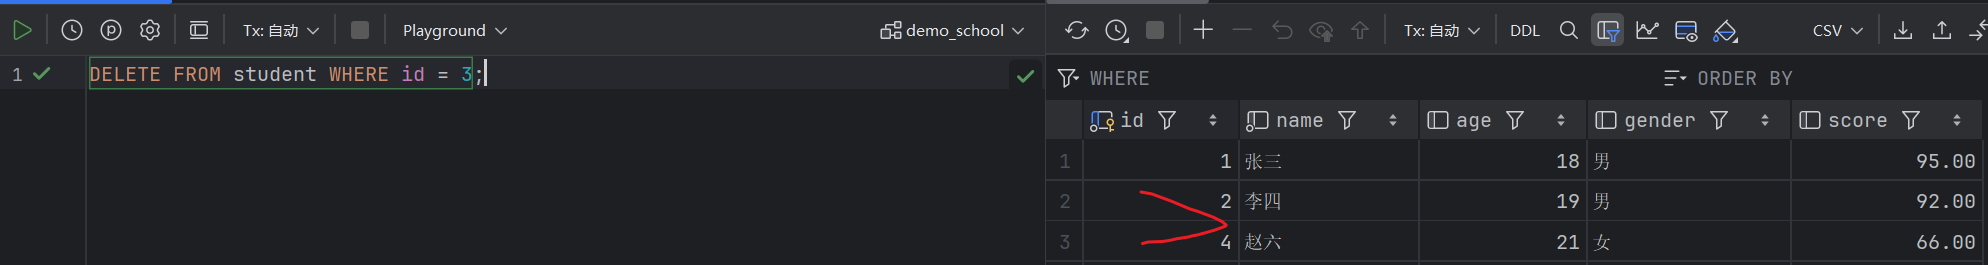 Tx: 自动
Playground
demo_school
1
DELETE FROM student WHERE id = 3;
Tx: 自动
DDL
CSV
WHERE
ORDER BY
id name age gender score
1 1 张三 18 男 95.00
2 2 李四 19 男 92.00
3 4 赵六 21 女 66.00